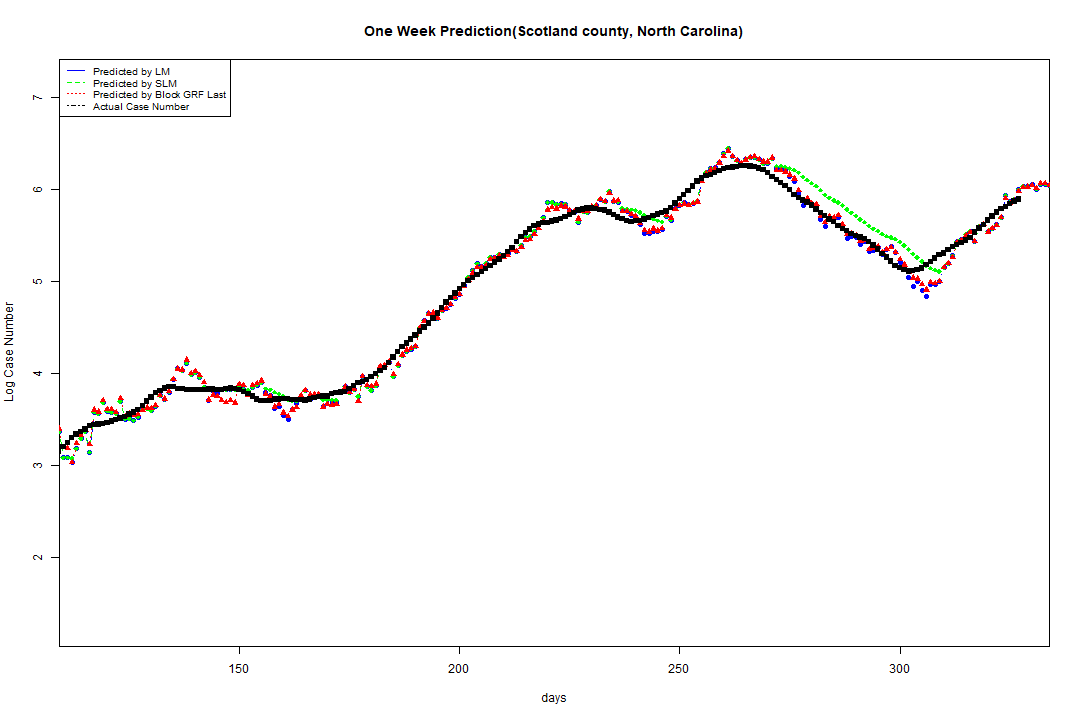 One Week Prediction(Scotland county, North Carolina)
Predicted by LM
Predicted by SLM
Predicted by Block GRF Last
Actual Case Number
7
6
5
4
3
2
Log Case Number
150 200 250 300
days